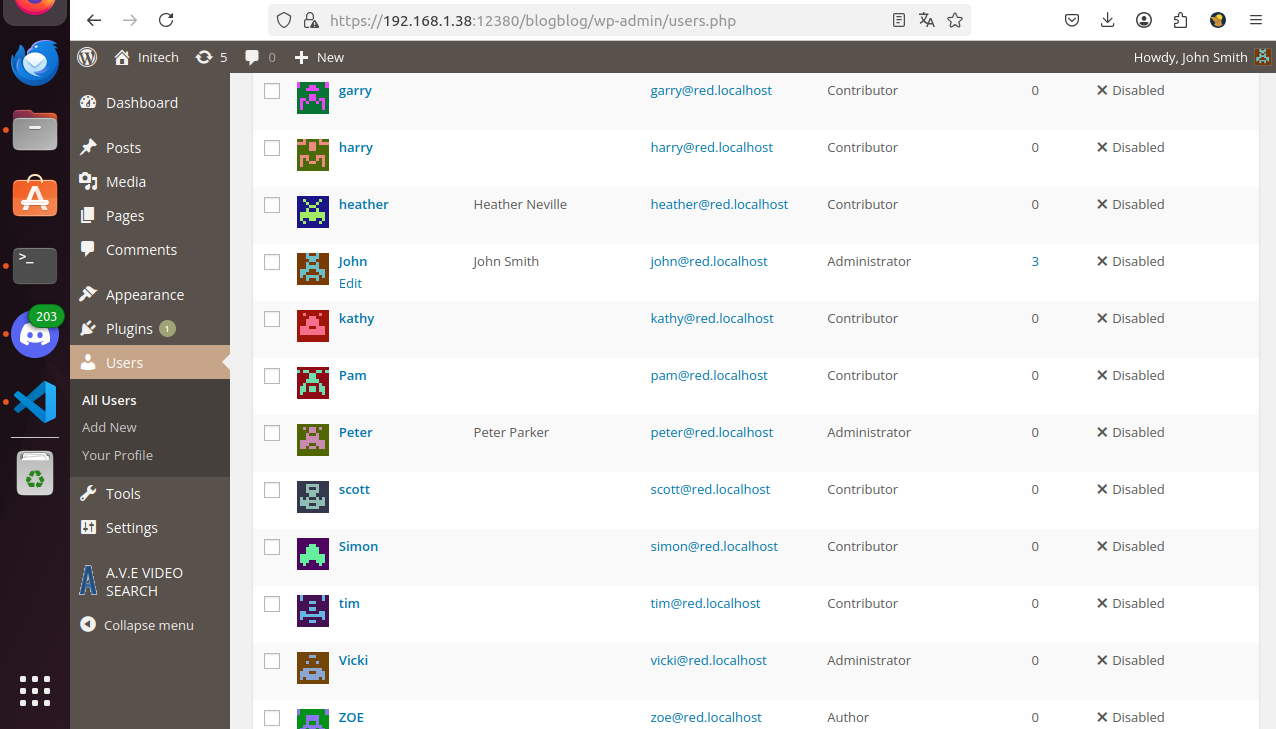 https://192.168.1.38:12380/blogblog/wp-admin/users.php
Initech 5 0 New Howdy, John Smith
Dashboard
Posts
Media
Pages
Comments
Appearance
Plugins 1
Users
All Users
Add New
Your Profile
Tools
Settings
A.V.E VIDEO
SEARCH
Collapse menu
203
>_
garry garry@red.localhost Contributor 0 Disabled
harry harry@red.localhost Contributor 0 Disabled
heather Heather Neville heather@red.localhost Contributor 0 Disabled
John John Smith john@red.localhost Administrator 3 Disabled
Edit
kathy kathy@red.localhost Contributor 0 Disabled
Pam pam@red.localhost Contributor 0 Disabled
Peter Peter Parker peter@red.localhost Administrator 0 Disabled
scott scott@red.localhost Contributor 0 Disabled
Simon simon@red.localhost Contributor 0 Disabled
tim tim@red.localhost Contributor 0 Disabled
Vicki vicki@red.localhost Administrator 0 Disabled
ZOE zoe@red.localhost Author 0 Disabled